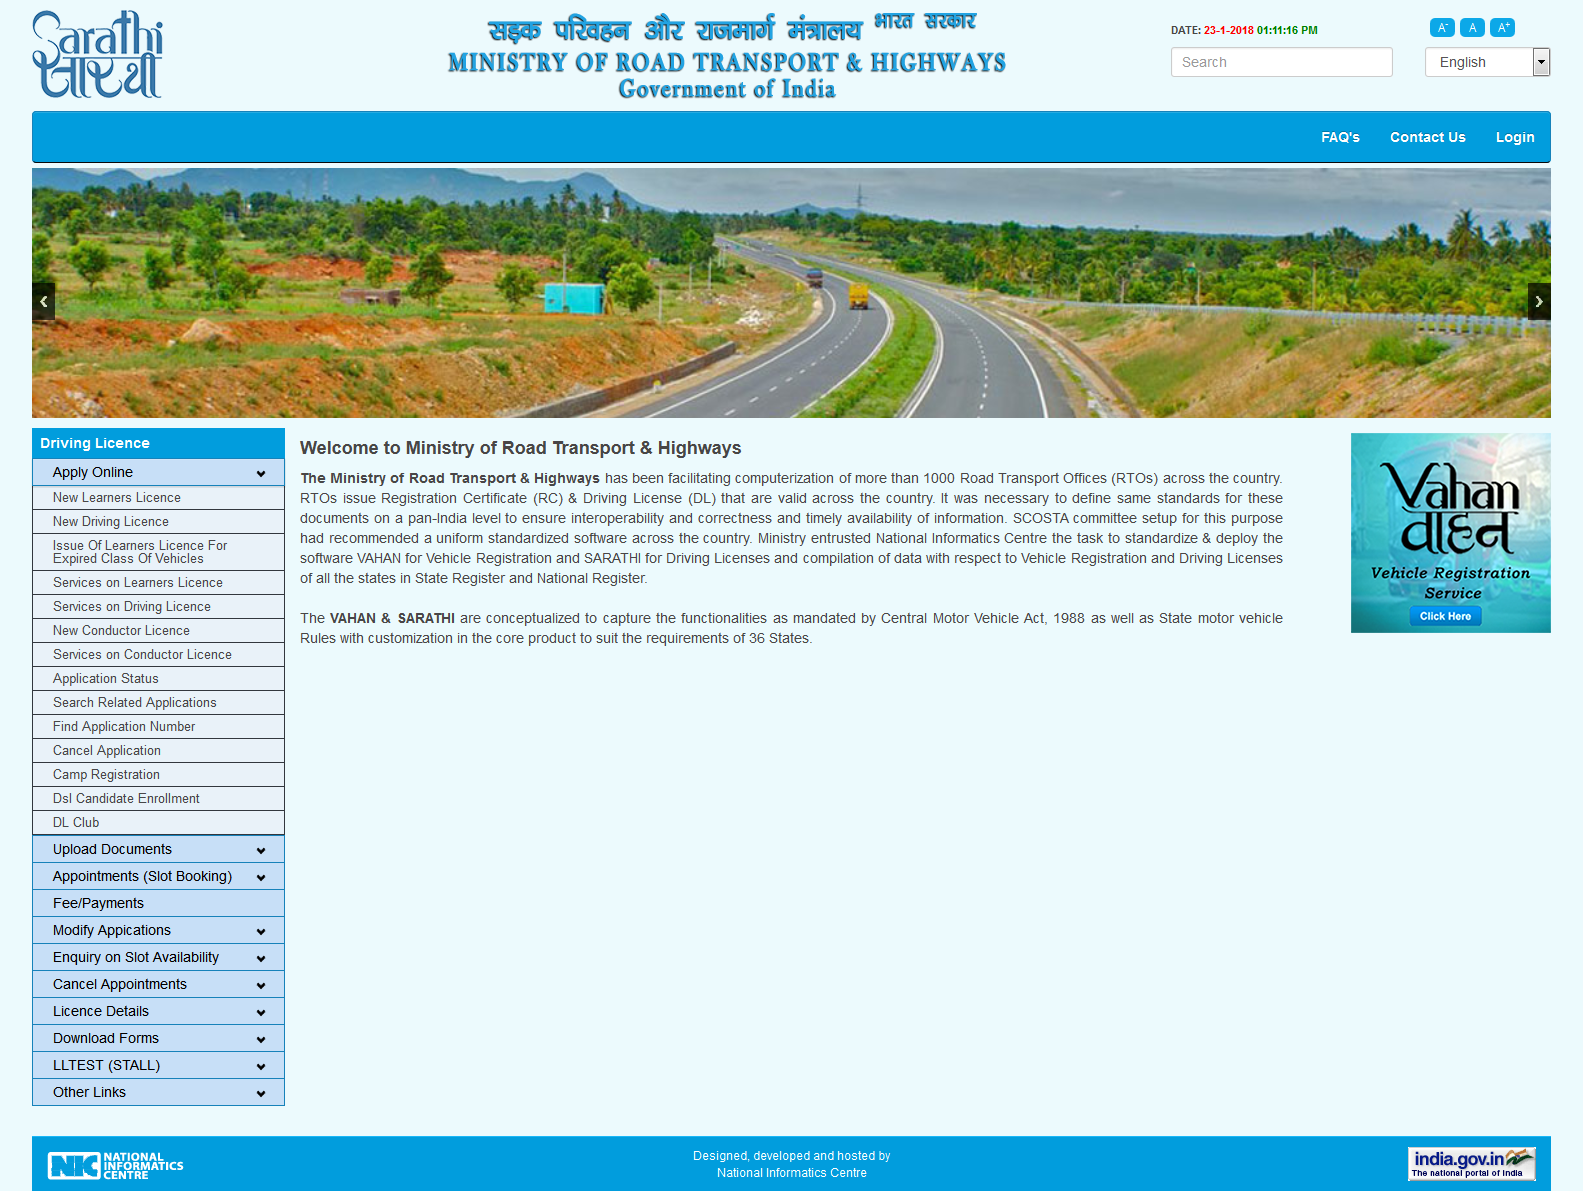 Sarathi
सारथी
सड़क परिवहन और राजमार्ग मंत्रालय भारत सरकार
MINISTRY OF ROAD TRANSPORT & HIGHWAYS
Government of India
DATE: 23-1-2018 01:11:16 PM
A- A A+
Search
English
FAQ's Contact Us Login
Driving Licence
Apply Online
New Learners Licence
New Driving Licence
Issue Of Learners Licence For
Expired Class Of Vehicles
Services on Learners Licence
Services on Driving Licence
New Conductor Licence
Services on Conductor Licence
Application Status
Search Related Applications
Find Application Number
Cancel Application
Camp Registration
Dsl Candidate Enrollment
DL Club
Upload Documents
Appointments (Slot Booking)
Fee/Payments
Modify Appications
Enquiry on Slot Availability
Cancel Appointments
Licence Details
Download Forms
LLTEST (STALL)
Other Links
Welcome to Ministry of Road Transport & Highways
The Ministry of Road Transport & Highways has been facilitating computerization of more than 1000 Road Transport Offices (RTOs) across the country.
RTOs issue Registration Certificate (RC) & Driving License (DL) that are valid across the country. It was necessary to define same standards for these
documents on a pan-India level to ensure interoperability and correctness and timely availability of information. SCOSTA committee setup for this purpose
had recommended a uniform standardized software across the country. Ministry entrusted National Informatics Centre the task to standardize & deploy the
software VAHAN for Vehicle Registration and SARATHI for Driving Licenses and compilation of data with respect to Vehicle Registration and Driving Licenses
of all the states in State Register and National Register.
The VAHAN & SARATHI are conceptualized to capture the functionalities as mandated by Central Motor Vehicle Act, 1988 as well as State motor vehicle
Rules with customization in the core product to suit the requirements of 36 States.
Vahan
वाहन
Vehicle Registration
Service
Click Here
NIC NATIONAL
INFORMATICS
CENTRE
Designed, developed and hosted by
National Informatics Centre
india.gov.in
The national portal of India